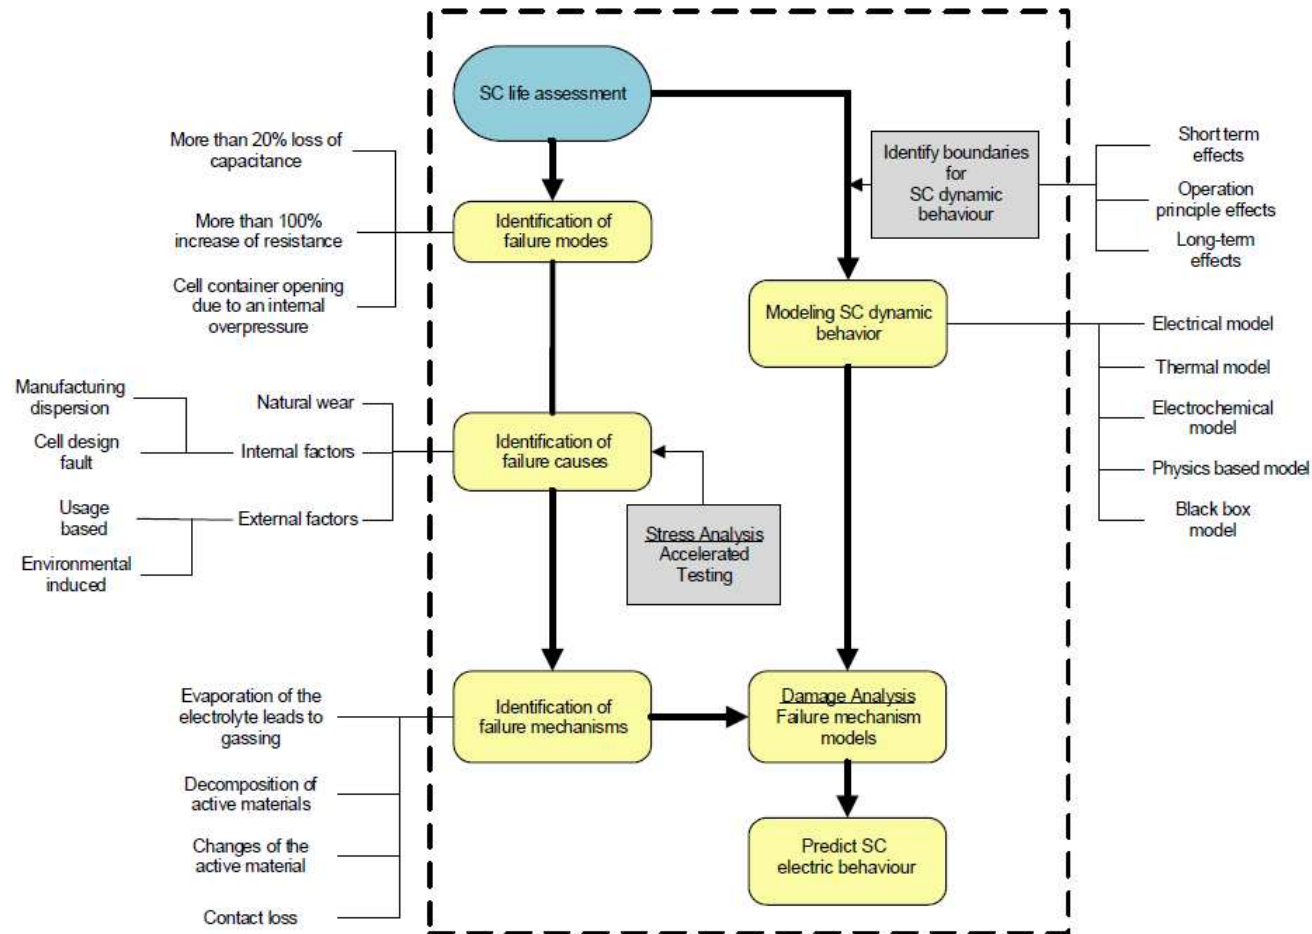 SC life assessment
More than 20% loss of
capacitance
More than 100%
increase of resistance
Cell container opening
due to an internal
overpressure
Identification of
failure modes
Identify boundaries
for
SC dynamic
behaviour
Short term
effects
Operation
principle effects
Long-term
effects
Modeling SC dynamic
behavior
Electrical model
Thermal model
Electrochemical
model
Physics based model
Black box
model
Manufacturing
dispersion
Cell design
fault
Usage
based
Environmental
induced
Natural wear
Internal factors
External factors
Identification of
failure causes
Stress Analysis
Accelerated
Testing
Evaporation of the
electrolyte leads to
gassing
Decomposition of
active materials
Changes of the
active material
Contact loss
Identification of
failure mechanisms
Damage Analysis
Failure mechanism
models
Predict SC
electric behaviour